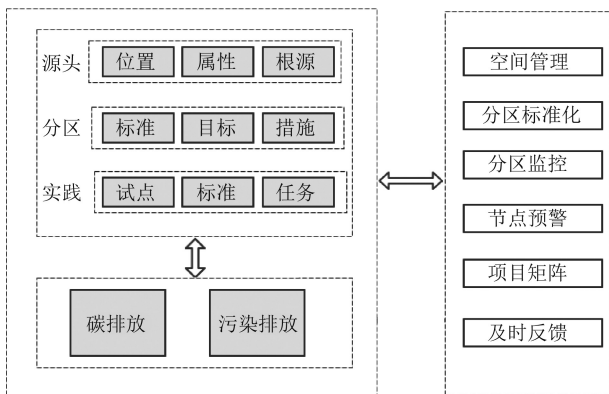 源头 位置 属性 根源
分区 标准 目标 措施
实践 试点 标准 任务
碳排放 污染排放
空间管理
分区标准化
分区监控
节点预警
项目矩阵
及时反馈